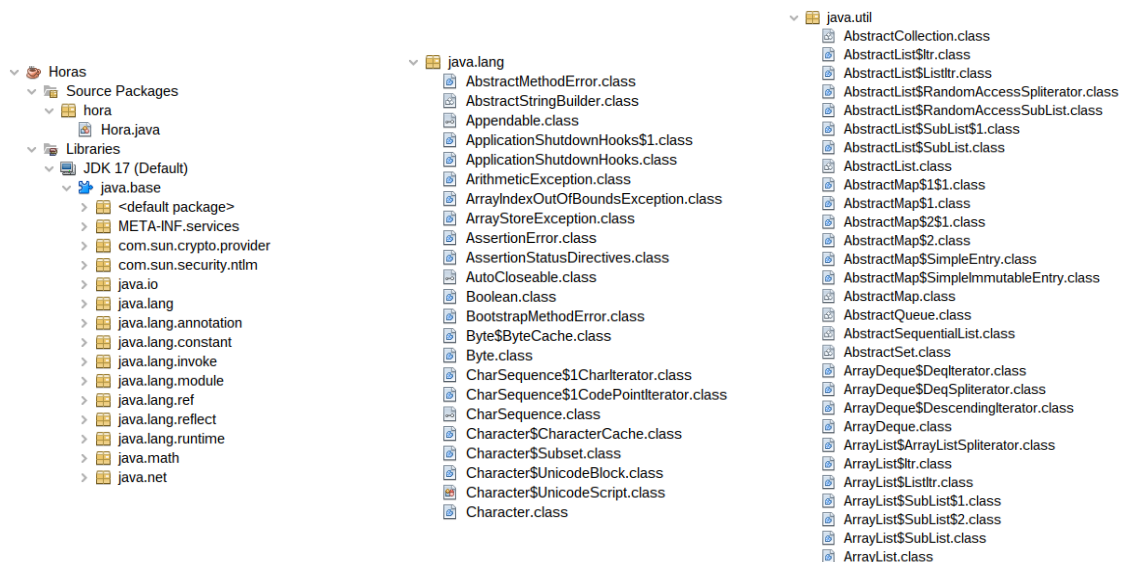 Horas
Source Packages
hora
Hora.java
Libraries
JDK 17 (Default)
java.base
<default package>
META-INF.services
com.sun.crypto.provider
com.sun.security.ntlm
java.io
java.lang
java.lang.annotation
java.lang.constant
java.lang.invoke
java.lang.module
java.lang.ref
java.lang.reflect
java.lang.runtime
java.math
java.net
java.lang
AbstractMethodError.class
AbstractStringBuilder.class
Appendable.class
ApplicationShutdownHooks$1.class
ApplicationShutdownHooks.class
ArithmeticException.class
ArrayIndexOutOfBoundsException.class
ArrayStoreException.class
AssertionError.class
AssertionStatusDirectives.class
AutoCloseable.class
Boolean.class
BootstrapMethodError.class
Byte$ByteCache.class
Byte.class
CharSequence$1CharIterator.class
CharSequence$1CodePointIterator.class
CharSequence.class
Character$CharacterCache.class
Character$Subset.class
Character$UnicodeBlock.class
Character$UnicodeScript.class
Character.class
java.util
AbstractCollection.class
AbstractList$Itr.class
AbstractList$ListItr.class
AbstractList$RandomAccessSpliterator.class
AbstractList$RandomAccessSubList.class
AbstractList$SubList$1.class
AbstractList$SubList.class
AbstractList.class
AbstractMap$1$1.class
AbstractMap$1.class
AbstractMap$2$1.class
AbstractMap$2.class
AbstractMap$SimpleEntry.class
AbstractMap$SimpleImmutableEntry.class
AbstractMap.class
AbstractQueue.class
AbstractSequentialList.class
AbstractSet.class
ArrayDeque$DeqIterator.class
ArrayDeque$DeqSpliterator.class
ArrayDeque$DescendingIterator.class
ArrayDeque.class
ArrayList$ArrayListSpliterator.class
ArrayList$Itr.class
ArrayList$ListItr.class
ArrayList$SubList$1.class
ArrayList$SubList$2.class
ArrayList$SubList.class
ArrayList.class